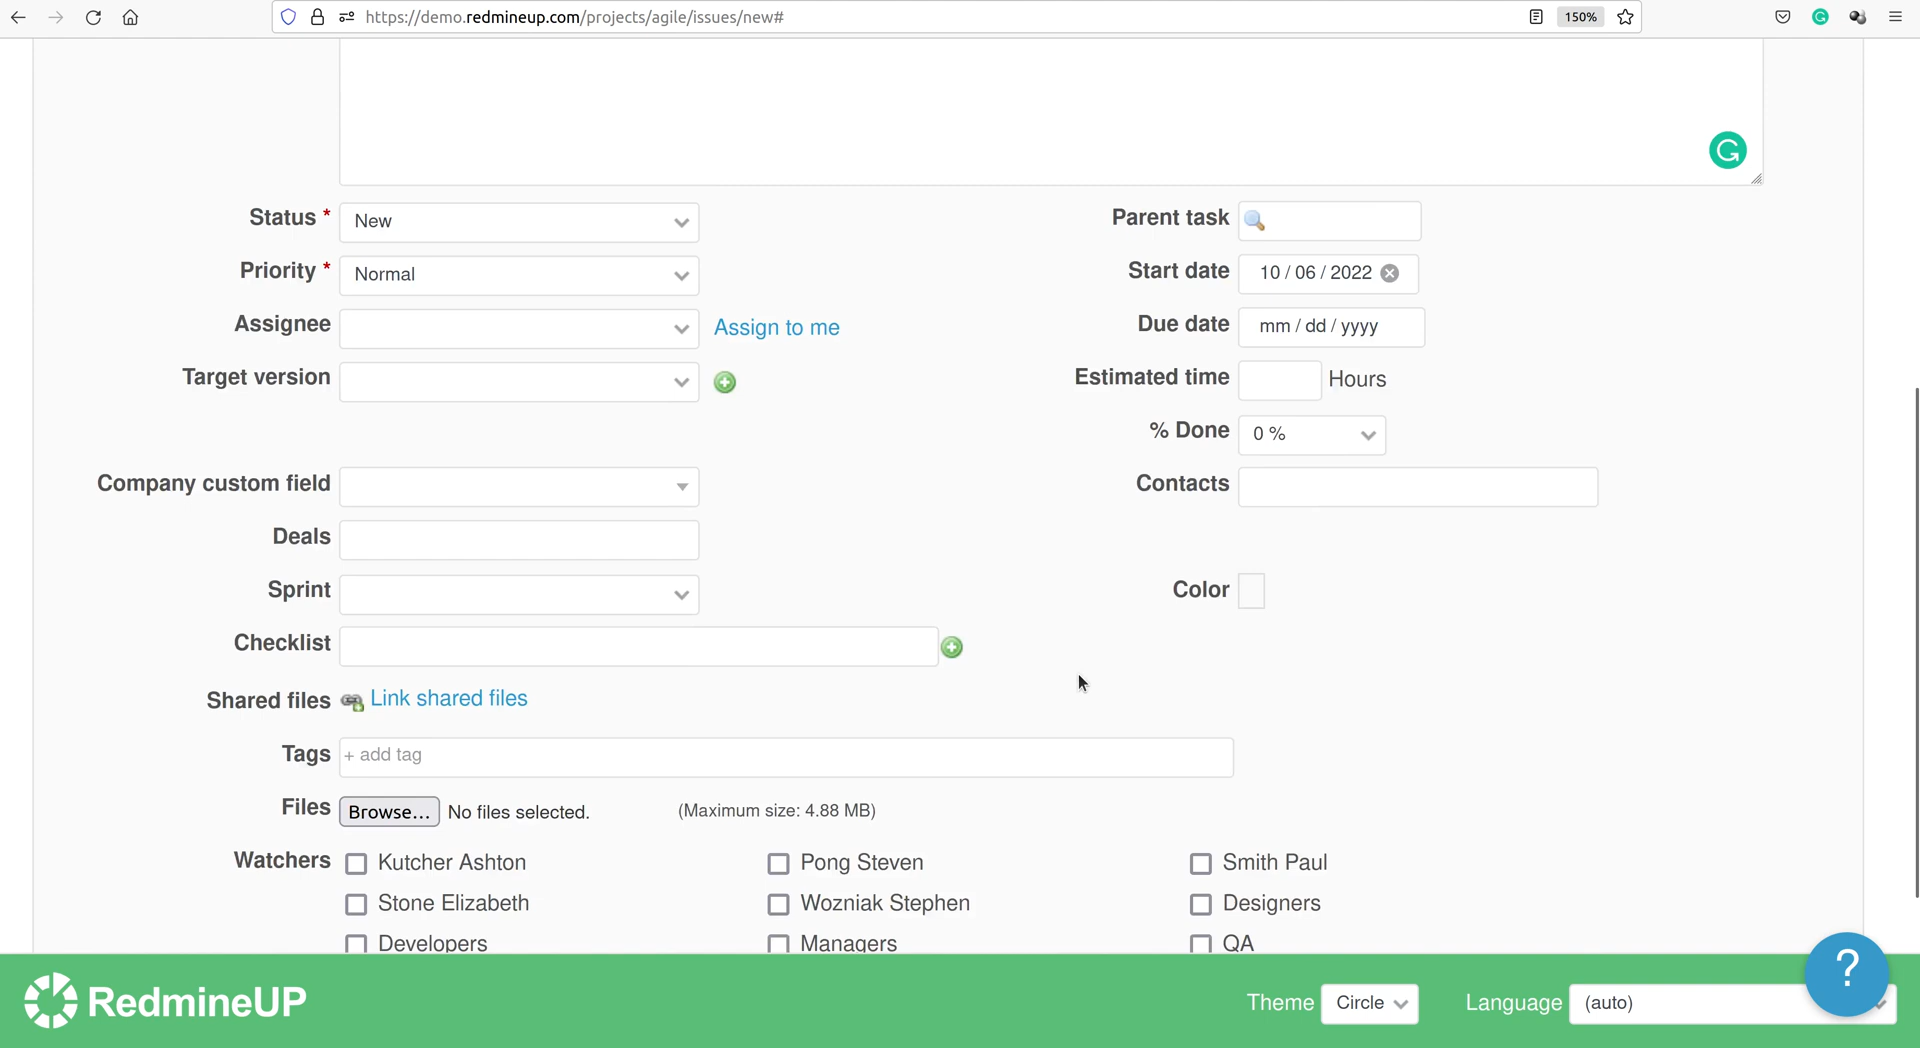 https://demo.redmineup.com/projects/agile/issues/new#
150%
Status * New
Parent task
Priority * Normal
Start date 10 / 06 / 2022
Assignee Assign to me
Due date mm / dd / yyyy
Target version
Estimated time Hours
% Done 0 %
Company custom field
Contacts
Deals
Sprint
Color
Checklist
Shared files Link shared files
Tags + add tag
Files Browse... No files selected. (Maximum size: 4.88 MB)
Watchers Kutcher Ashton Pong Steven Smith Paul
Stone Elizabeth Wozniak Stephen Designers
Developers Managers QA
RedmineUP
Theme Circle Language (auto)
?